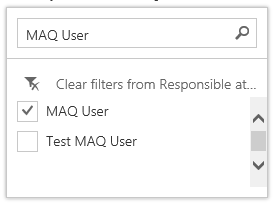 MAQ User
Clear filters from Responsible at...
MAQ User
Test MAQ User